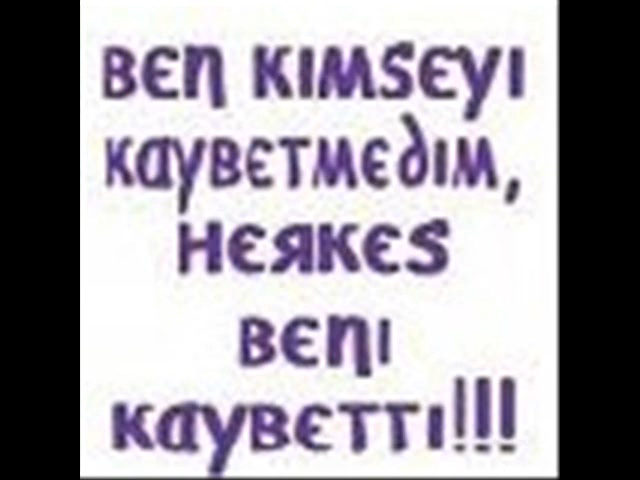 BEN KIMSEYI
KAYBETMEDIM,
HERKES
BENI
KAYBETTI!!!